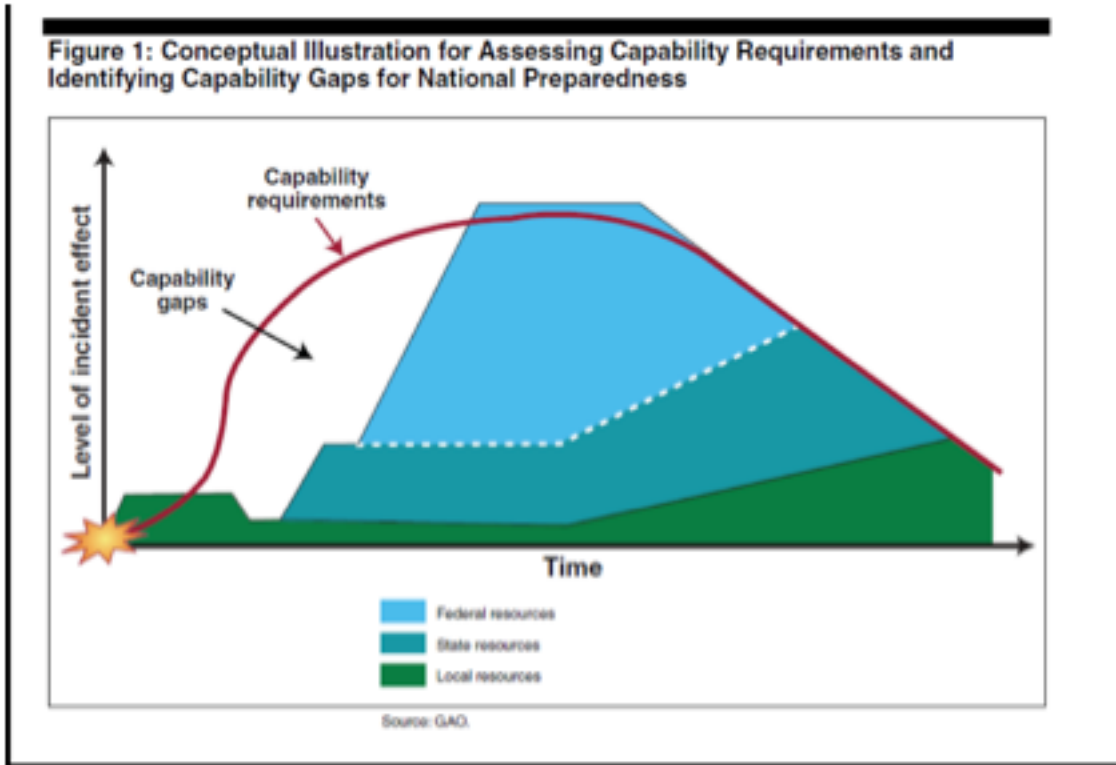 Figure 1: Conceptual Illustration for Assessing Capability Requirements and
Identifying Capability Gaps for National Preparedness
Capability
requirements
Capability
gaps
Level of incident effect
Time
Federal resources
State resources
Local resources
Source: GAO.